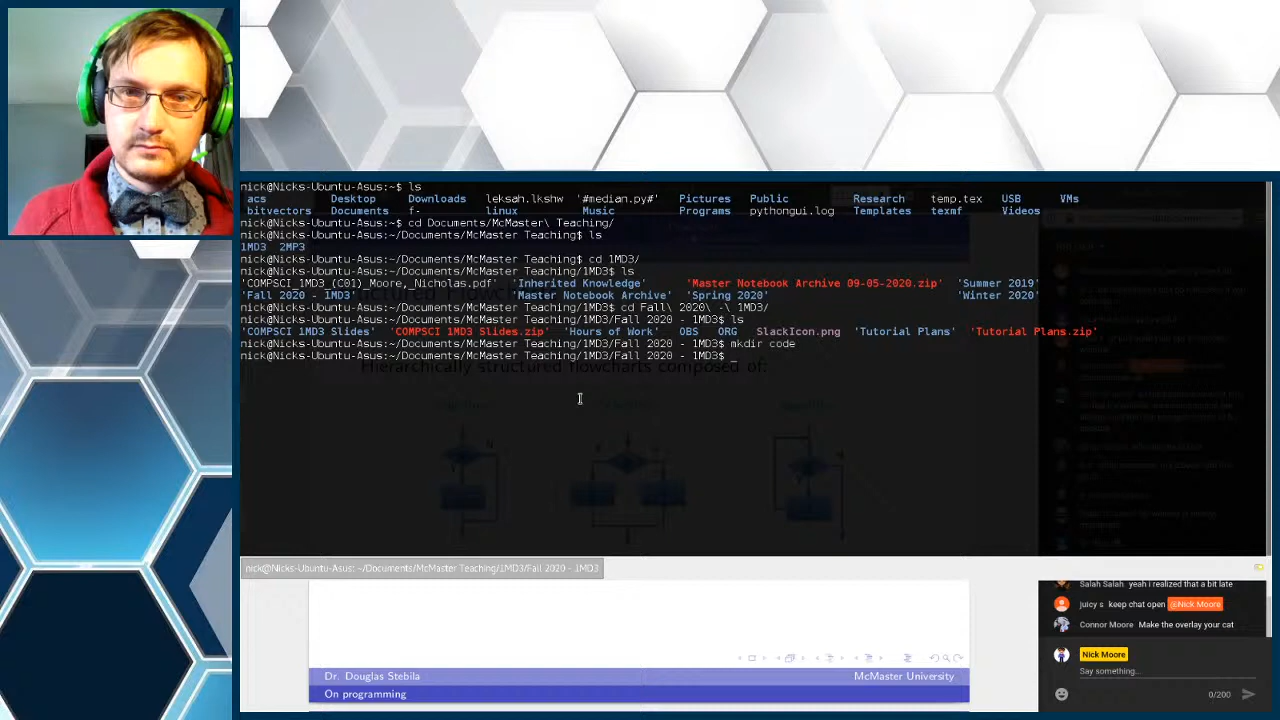 nick@Nicks-Ubuntu-Asus:~$ ls
acs Desktop Downloads leksah.lkshw '#median.py#' Pictures Public Research temp.tex USB VMs
bitvectors Documents f- linux Music Programs pythongui.log Templates texmf Videos
nick@Nicks-Ubuntu-Asus:~$ cd Documents/McMaster\ Teaching/
nick@Nicks-Ubuntu-Asus:~/Documents/McMaster Teaching$ ls
1MD3 2MP3
nick@Nicks-Ubuntu-Asus:~/Documents/McMaster Teaching$ cd 1MD3/
nick@Nicks-Ubuntu-Asus:~/Documents/McMaster Teaching/1MD3$ ls
'COMPSCI_1MD3_(C01)_Moore,_Nicholas.pdf' 'Inherited Knowledge' 'Master Notebook Archive 09-05-2020.zip' 'Summer 2019'
'Fall 2020 - 1MD3' 'Master Notebook Archive' 'Spring 2020' 'Winter 2020'
nick@Nicks-Ubuntu-Asus:~/Documents/McMaster Teaching/1MD3$ cd Fall\ 2020\ -\ 1MD3/
nick@Nicks-Ubuntu-Asus:~/Documents/McMaster Teaching/1MD3/Fall 2020 - 1MD3$ ls
'COMPSCI 1MD3 Slides' 'COMPSCI 1MD3 Slides.zip' 'Hours of Work' OBS ORG SlackIcon.png 'Tutorial Plans' 'Tutorial Plans.zip'
nick@Nicks-Ubuntu-Asus:~/Documents/McMaster Teaching/1MD3/Fall 2020 - 1MD3$ mkdir code
nick@Nicks-Ubuntu-Asus:~/Documents/McMaster Teaching/1MD3/Fall 2020 - 1MD3$ _
Hierarchically structured flowcharts composed of:
nick@Nicks-Ubuntu-Asus: ~/Documents/McMaster Teaching/1MD3/Fall 2020 - 1MD3
Salah Salah yeah i realized that a bit late
juicy s keep chat open @Nick Moore
Connor Moore Make the overlay your cat
Nick Moore
Say something...
0/200
Dr. Douglas Stebila McMaster University
On programming